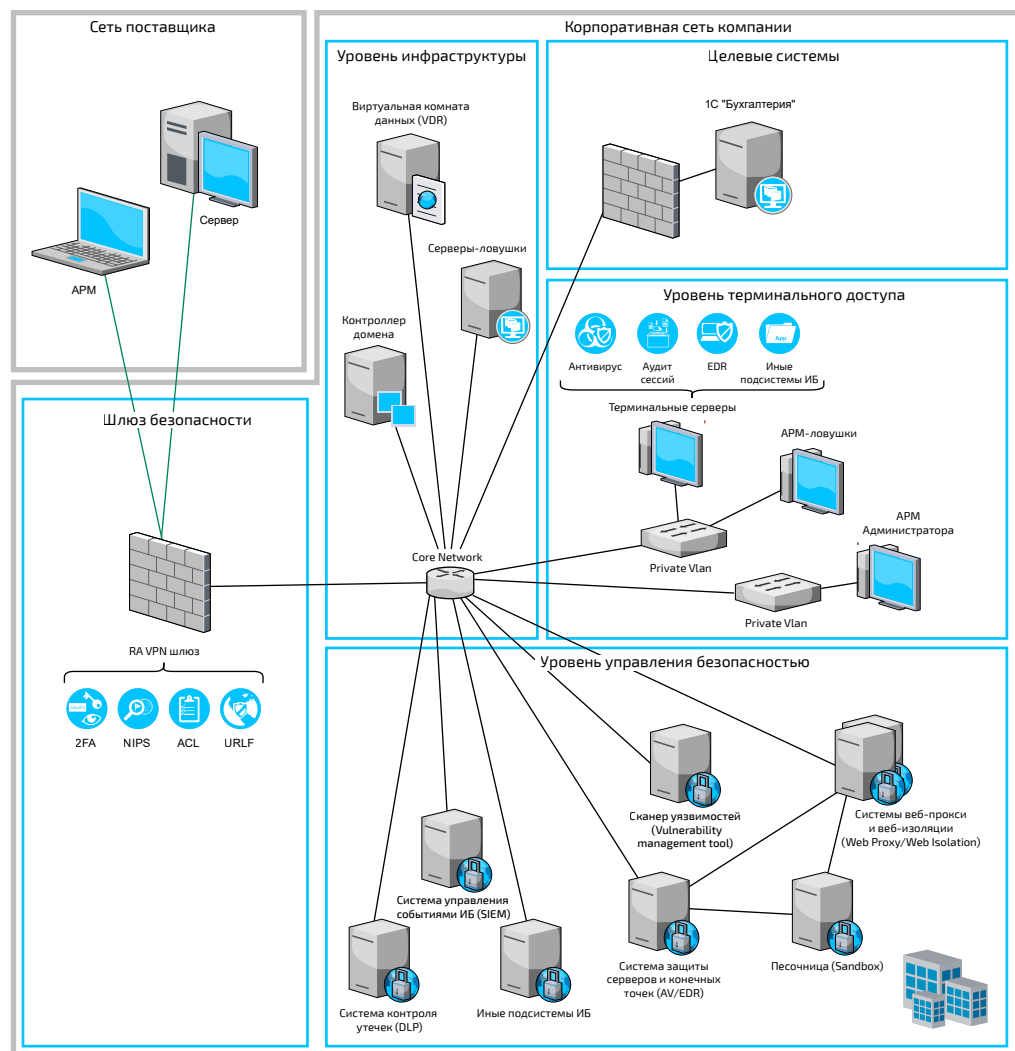 Сеть поставщика
Сервер
АРМ
Корпоративная сеть компании
Уровень инфраструктуры
Виртуальная комната
данных (VDR)
Серверы-ловушки
Контроллер
домена
Core Network
Целевые системы
1С "Бухгалтерия"
Уровень терминального доступа
Антивирус
Аудит
сессий
EDR
App
Иные
подсистемы ИБ
Терминальные серверы
АРМ-ловушки
АРМ
Администратора
Private Vlan
Private Vlan
Шлюз безопасности
RA VPN шлюз
2FA
NIPS
ACL
URLF
Уровень управления безопасностью
Сканер уязвимостей
(Vulnerability
management tool)
Системы веб-прокси
и веб-изоляции
(Web Proxy/Web Isolation)
Система управления
событиями ИБ (SIEM)
Система контроля
утечек (DLP)
Иные подсистемы ИБ
Система защиты
серверов и конечных
точек (AV/EDR)
Песочница (Sandbox)